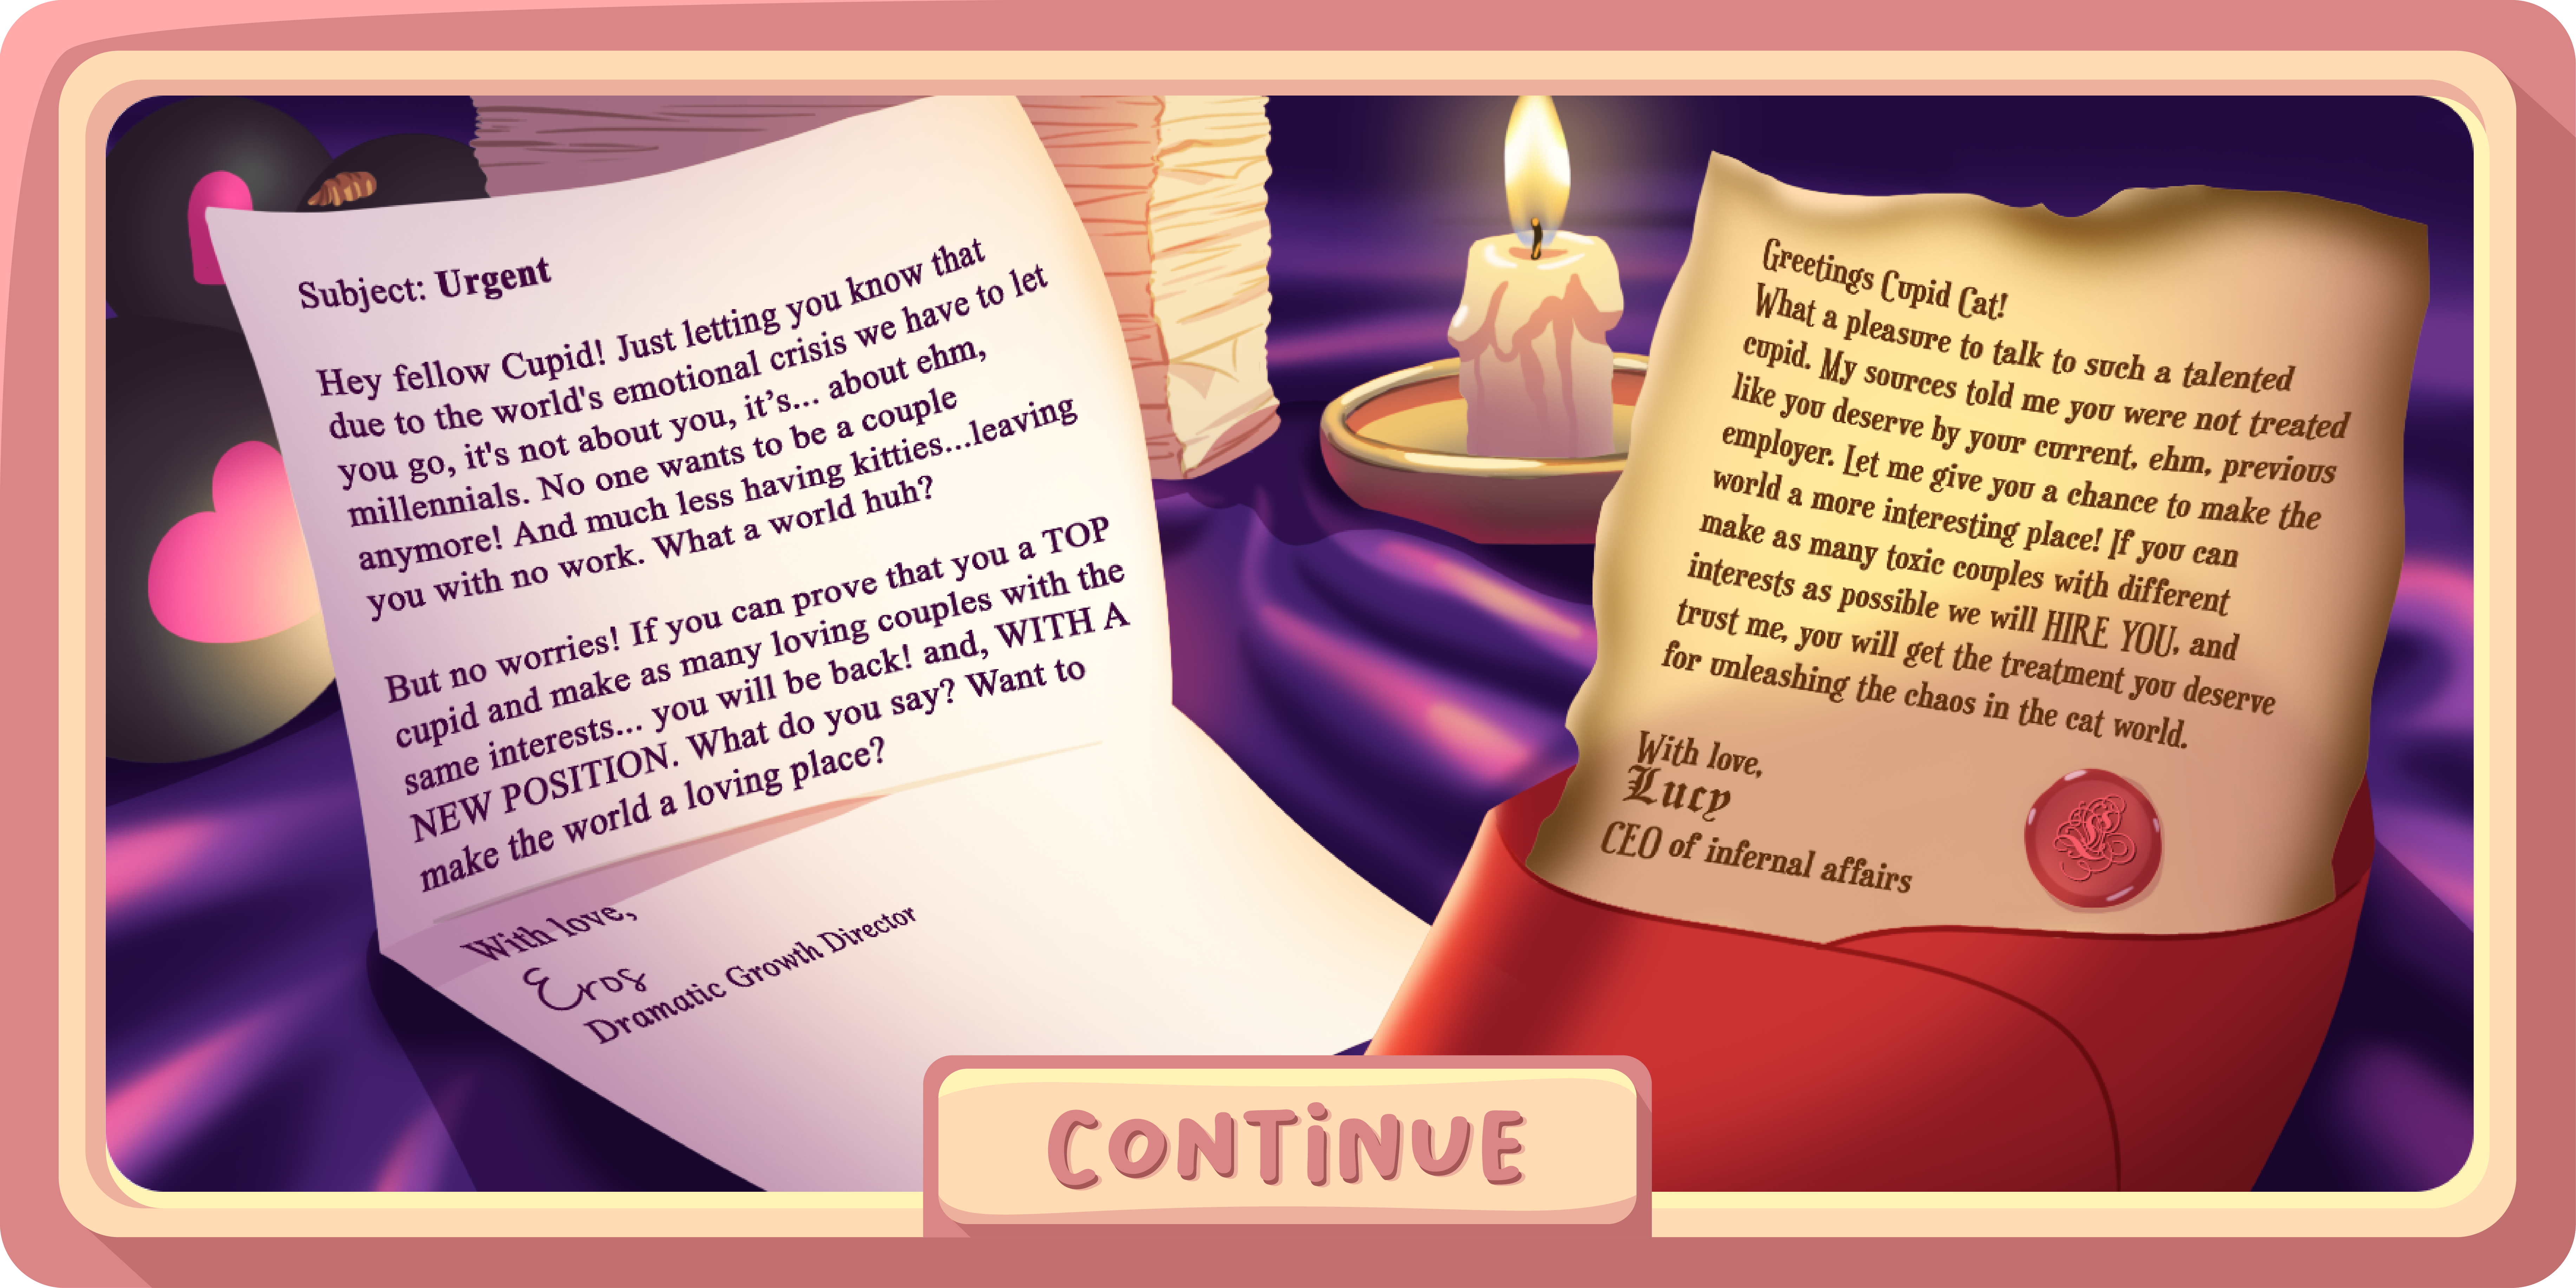 Subject: Urgent
Hey fellow Cupid! Just letting you know that
due to the world's emotional crisis we have to let
you go, it's not about you, it’s... about ehm,
millennials. No one wants to be a couple
anymore! And much less having kitties...leaving
you with no work. What a world huh?
But no worries! If you can prove that you a TOP
cupid and make as many loving couples with the
same interests... you will be back! and, WITH A
NEW POSITION. What do you say? Want to
make the world a loving place?
With love,
Eros
Dramatic Growth Director
Greetings Cupid Cat!
What a pleasure to talk to such a talented
cupid. My sources told me you were not treated
like you deserve by your current, ehm, previous
employer. Let me give you a chance to make the
world a more interesting place! If you can
make as many toxic couples with different
interests as possible we will HIRE YOU, and
trust me, you will get the treatment you deserve
for unleashing the chaos in the cat world.
With love,
Lucy
CEO of infernal affairs
CONTiNUE